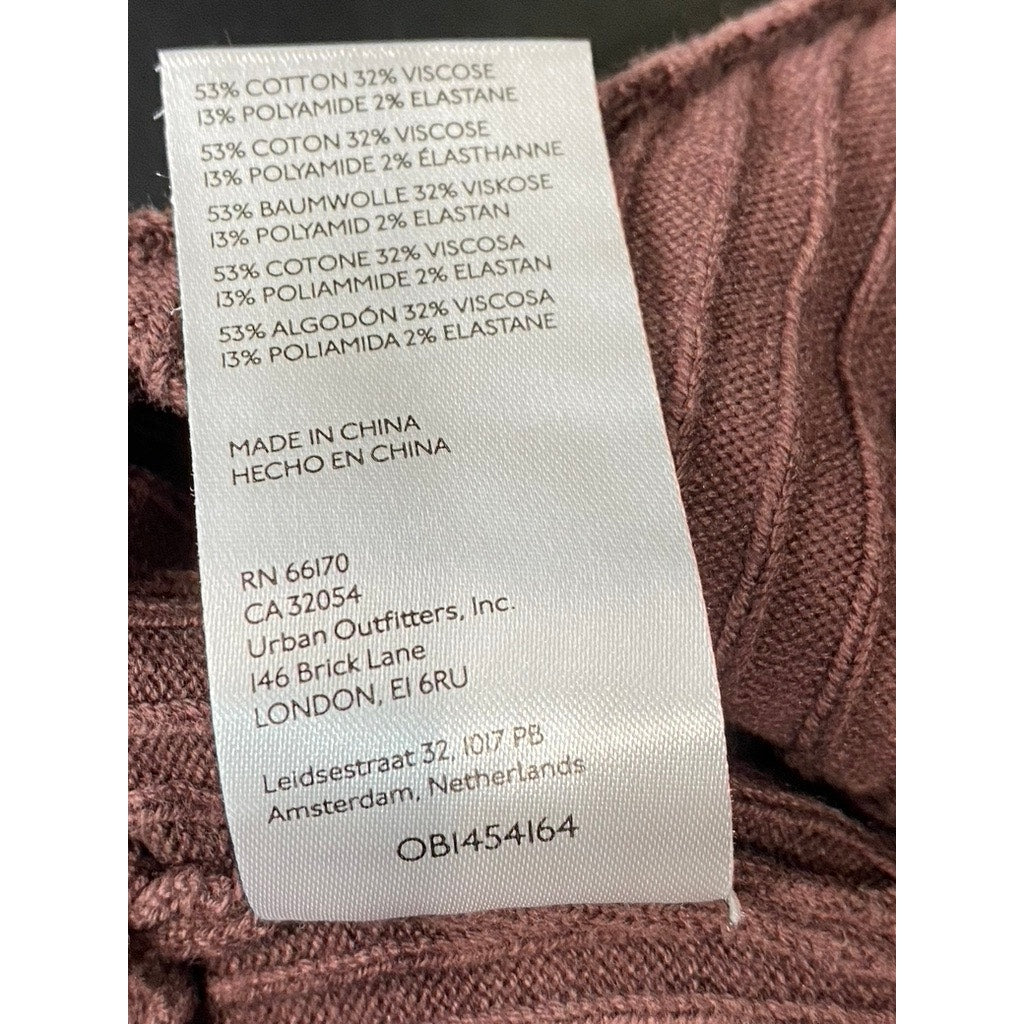 53% COTTON 32% VISCOSE
13% POLYAMIDE 2% ELASTANE
53% COTON 32% VISCOSE
13% POLYAMIDE 2% ÉLASTHANNE
53% BAUMWOLLE 32% VISKOSE
13% POLYAMID 2% ELASTAN
53% COTONE 32% VISCOSA
13% POLIAMMIDE 2% ELASTAN
53% ALGODÓN 32% VISCOSA
13% POLIAMIDA 2% ELASTANE
MADE IN CHINA
HECHO EN CHINA
RN 66170
CA 32054
Urban Outfitters, Inc.
146 Brick Lane
LONDON, E1 6RU
Leidsestraat 32, 1017 PB
Amsterdam, Netherlands
OB1454164